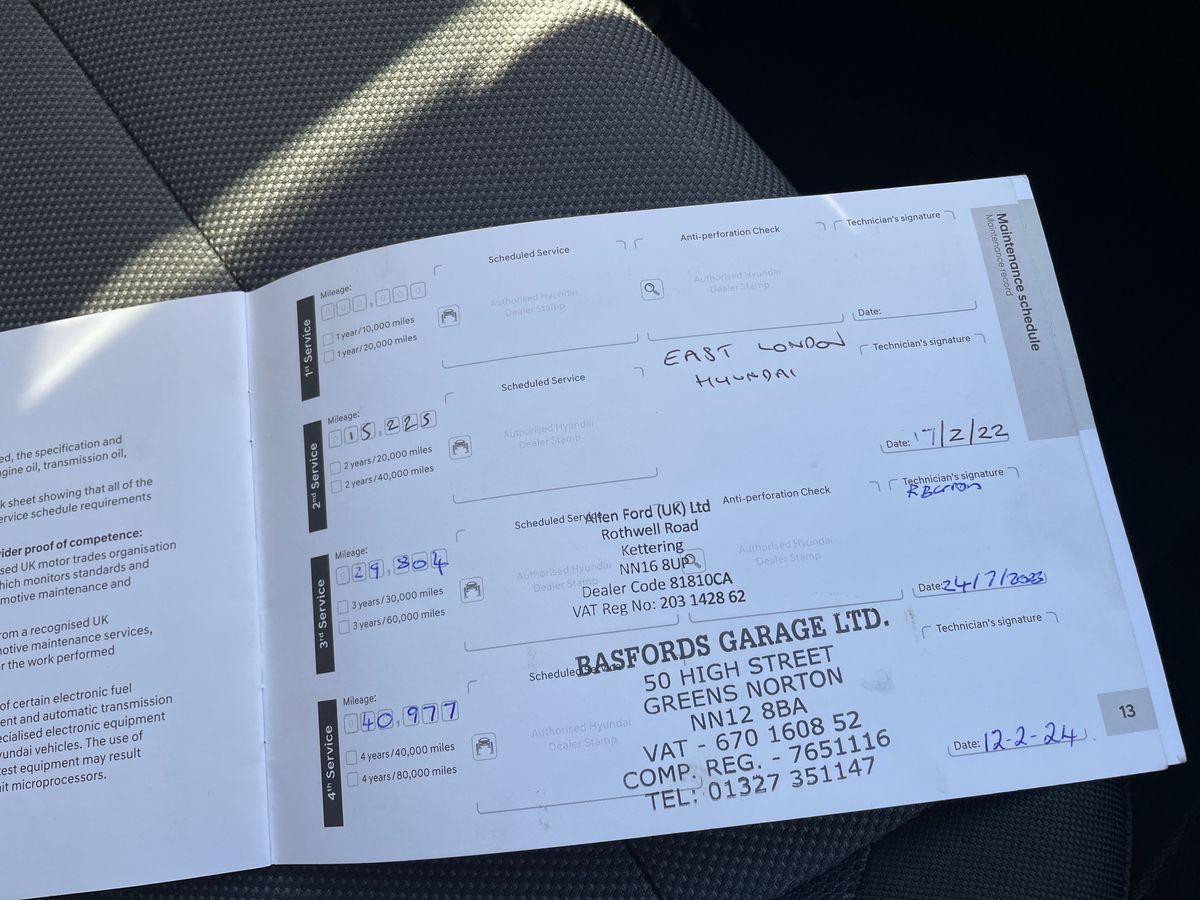 ed, the specification and
gine oil, transmission oil,
k sheet showing that all of the
ervice schedule requirements
ider proof of competence:
sed UK motor trades organisation
hich monitors standards and
motive maintenance and
rom a recognised UK
motive maintenance services,
r the work performed
of certain electronic fuel
ent and automatic transmission
ecialised electronic equipment
yundai vehicles. The use of
test equipment may result
it microprocessors.
Maintenance schedule
Maintenance record
1st Service
Mileage:
000,000
1 year/10,000 miles
1 year/20,000 miles
Scheduled Service
Authorised Hyundai
Dealer Stamp
Anti-perforation Check
Authorised Hyundai
Dealer Stamp
Technician's signature
Date:
2nd Service
Mileage:
015,225
2 years/20,000 miles
2 years/40,000 miles
Scheduled Service
Authorised Hyundai
Dealer Stamp
EAST LONDON
HYUNDAI
Technician's signature
Date: 17/2/22
3rd Service
Mileage:
029,804
3 years/30,000 miles
3 years/60,000 miles
Scheduled Service
Authorised Hyundai
Dealer Stamp
Allen Ford (UK) Ltd
Rothwell Road
Kettering
NN16 8UP
Dealer Code 81810CA
VAT Reg No: 203 1428 62
Anti-perforation Check
Authorised Hyundai
Dealer Stamp
Technician's signature
Date: 24/7/2023
4th Service
Mileage:
040,977
4 years/40,000 miles
4 years/80,000 miles
Scheduled Service
Authorised Hyundai
Dealer Stamp
BASFORDS GARAGE LTD.
50 HIGH STREET
GREENS NORTON
NN12 8BA
VAT - 670 1608 52
COMP. REG. - 7651116
TEL: 01327 351147
Technician's signature
Date: 12-2-24
13